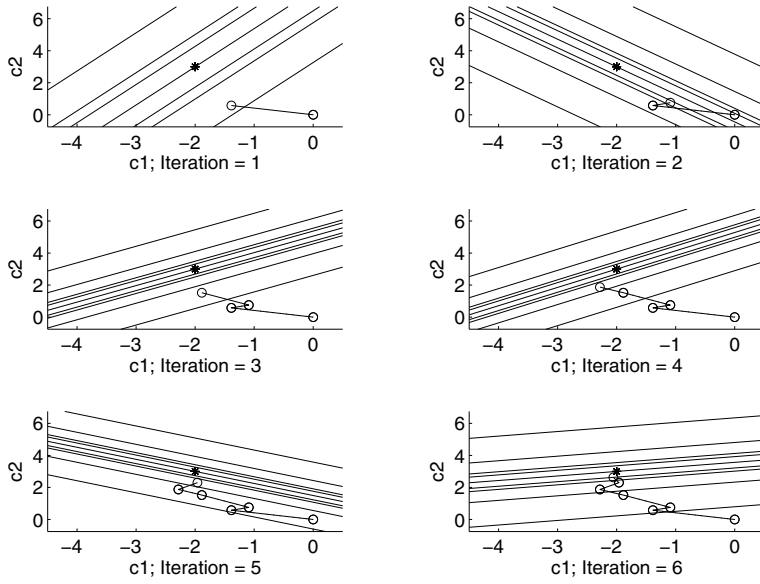 6
4
2
0
c2
−4 −3 −2 −1 0
c1; Iteration = 1
6
4
2
0
c2
−4 −3 −2 −1 0
c1; Iteration = 2
6
4
2
0
c2
−4 −3 −2 −1 0
c1; Iteration = 3
6
4
2
0
c2
−4 −3 −2 −1 0
c1; Iteration = 4
6
4
2
0
c2
−4 −3 −2 −1 0
c1; Iteration = 5
6
4
2
0
c2
−4 −3 −2 −1 0
c1; Iteration = 6